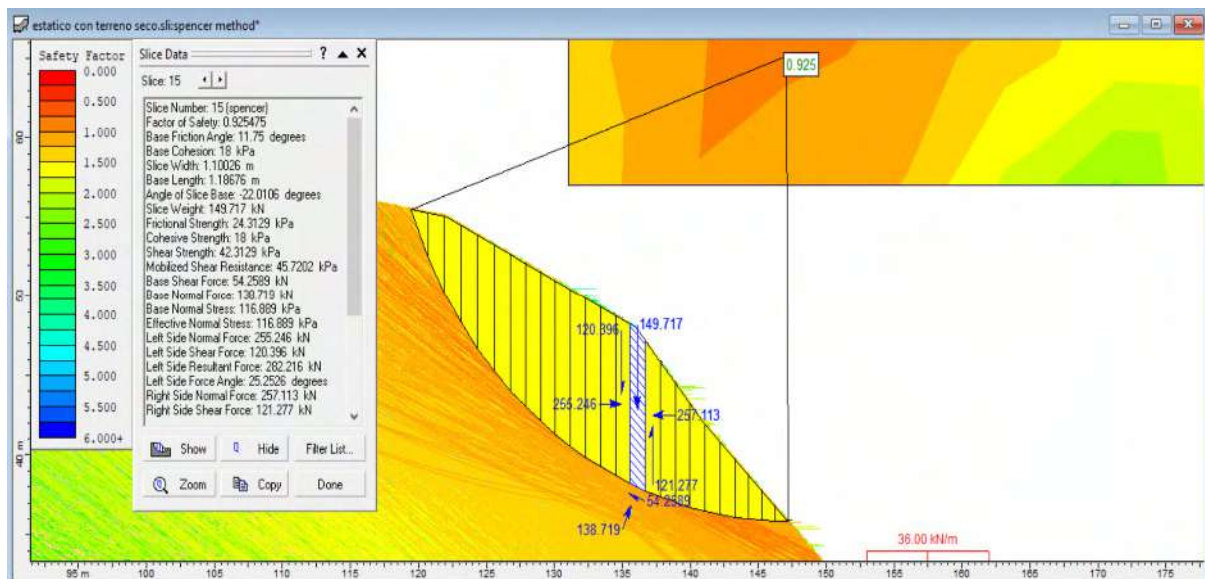 estatico con terreno seco.sli:spencer method*
Safety Factor
0.000
0.500
1.000
1.500
2.000
2.500
3.000
3.500
4.000
4.500
5.000
5.500
6.000+
Slice Data ? X
Slice: 15
Slice Number: 15 (spencer)
Factor of Safety: 0.925475
Base Friction Angle: 11.75 degrees
Base Cohesion: 18 kPa
Slice Width: 1.10026 m
Base Length: 1.18676 m
Angle of Slice Base: -22.0106 degrees
Slice Weight: 149.717 kN
Frictional Strength: 24.3129 kPa
Cohesive Strength: 18 kPa
Shear Strength: 42.3129 kPa
Mobilized Shear Resistance: 45.7202 kPa
Base Shear Force: 54.2589 kN
Base Normal Force: 138.719 kN
Base Normal Stress: 116.889 kPa
Effective Normal Stress: 116.889 kPa
Left Side Normal Force: 255.246 kN
Left Side Shear Force: 120.396 kN
Left Side Resultant Force: 282.216 kN
Left Side Force Angle: 25.2526 degrees
Right Side Normal Force: 257.113 kN
Right Side Shear Force: 121.277 kN
Show Hide Filter List...
Zoom Copy Done
0.925
120.396 149.717
255.246 257.113
121.277
54.2589
138.719
36.00 kN/m
60
50
40 m
95 m 100 105 110 115 120 125 130 135 140 145 150 155 160 165 170 175